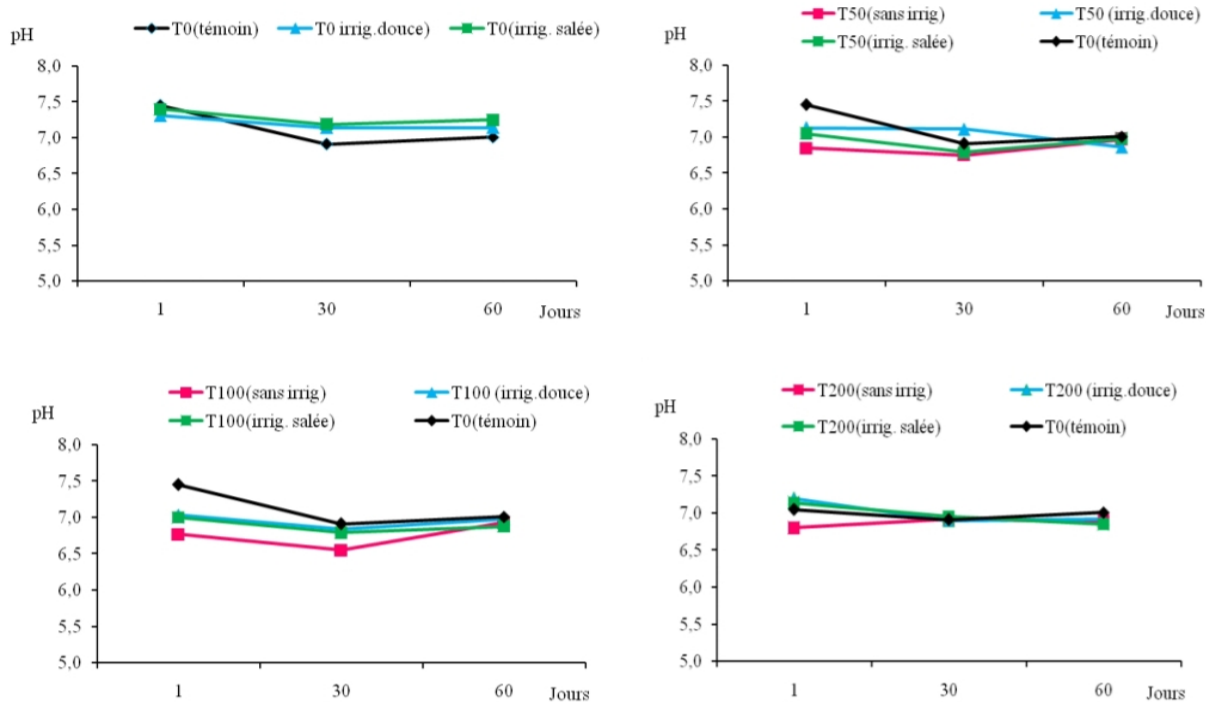 pH
T0(témoin) T0 irrig.douce) T0(irrig. salée)
8,0
7,5
7,0
6,5
6,0
5,5
5,0
1 30 60 Jours
pH
T50(sans irrig) T50 (irrig.douce)
T50(irrig. salée) T0(témoin)
8,0
7,5
7,0
6,5
6,0
5,5
5,0
1 30 60 Jours
pH
T100(sans irrig) T100 (irrig.douce)
T100(irrig. salée) T0(témoin)
8,0
7,5
7,0
6,5
6,0
5,5
5,0
1 30 60 Jours
pH
T200(sans irrig) T200 (irrig.douce)
T200(irrig. salée) T0(témoin)
8,0
7,5
7,0
6,5
6,0
5,5
5,0
1 30 60 Jours